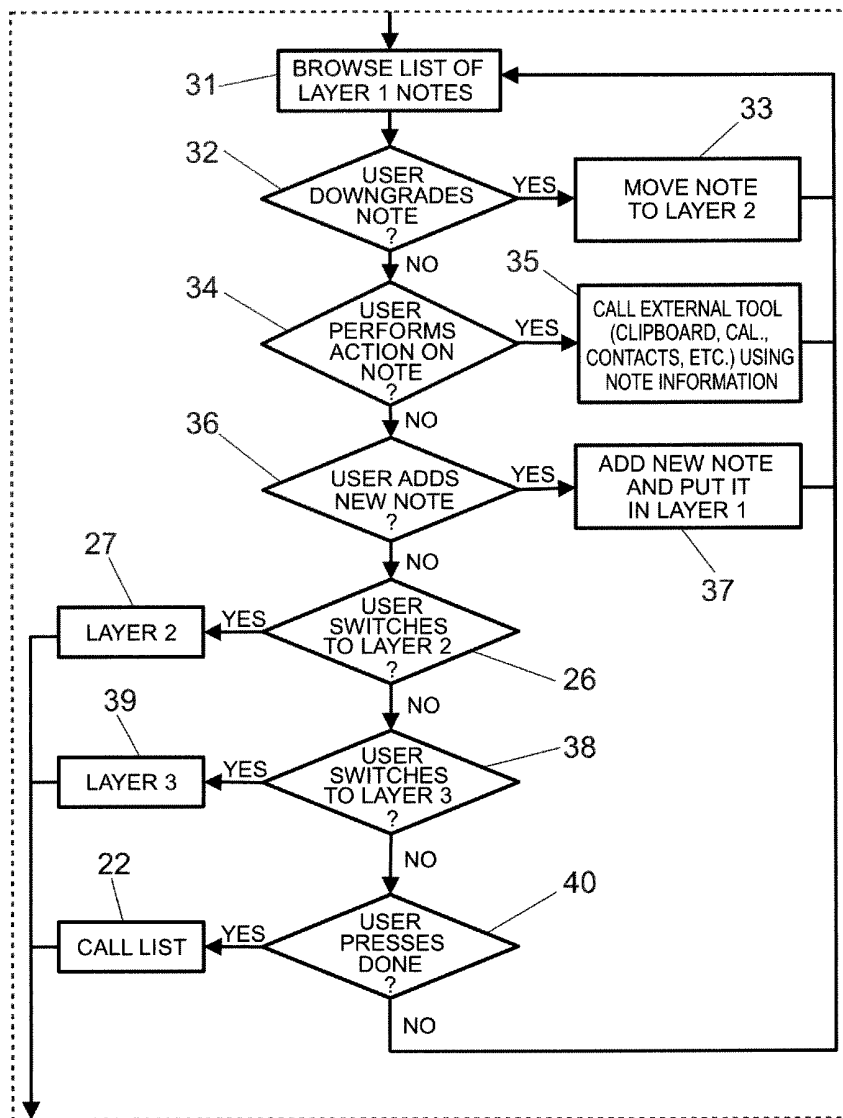 31
BROWSE LIST OF
LAYER 1 NOTES
32
USER
DOWNGRADES
NOTE
?
YES
33
MOVE NOTE
TO LAYER 2
NO
34
USER
PERFORMS
ACTION ON
NOTE
?
YES
35
CALL EXTERNAL TOOL
(CLIPBOARD, CAL.,
CONTACTS, ETC.) USING
NOTE INFORMATION
NO
36
USER ADDS
NEW NOTE
?
YES
ADD NEW NOTE
AND PUT IT
IN LAYER 1
37
NO
27
LAYER 2
YES
USER
SWITCHES
TO LAYER 2
?
26
NO
39
LAYER 3
YES
USER
SWITCHES
TO LAYER 3
?
38
NO
22
CALL LIST
YES
USER
PRESSES
DONE
?
40
NO